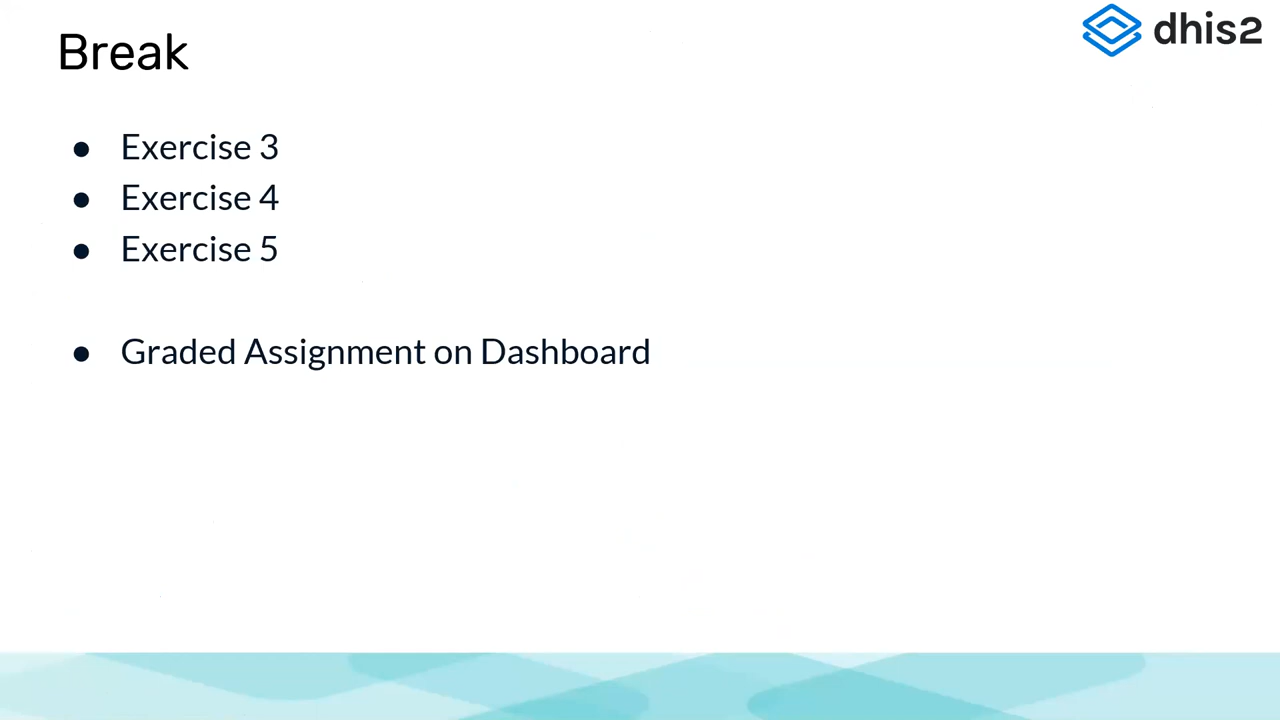 Break
dhis2
● Exercise 3
● Exercise 4
● Exercise 5
● Graded Assignment on Dashboard